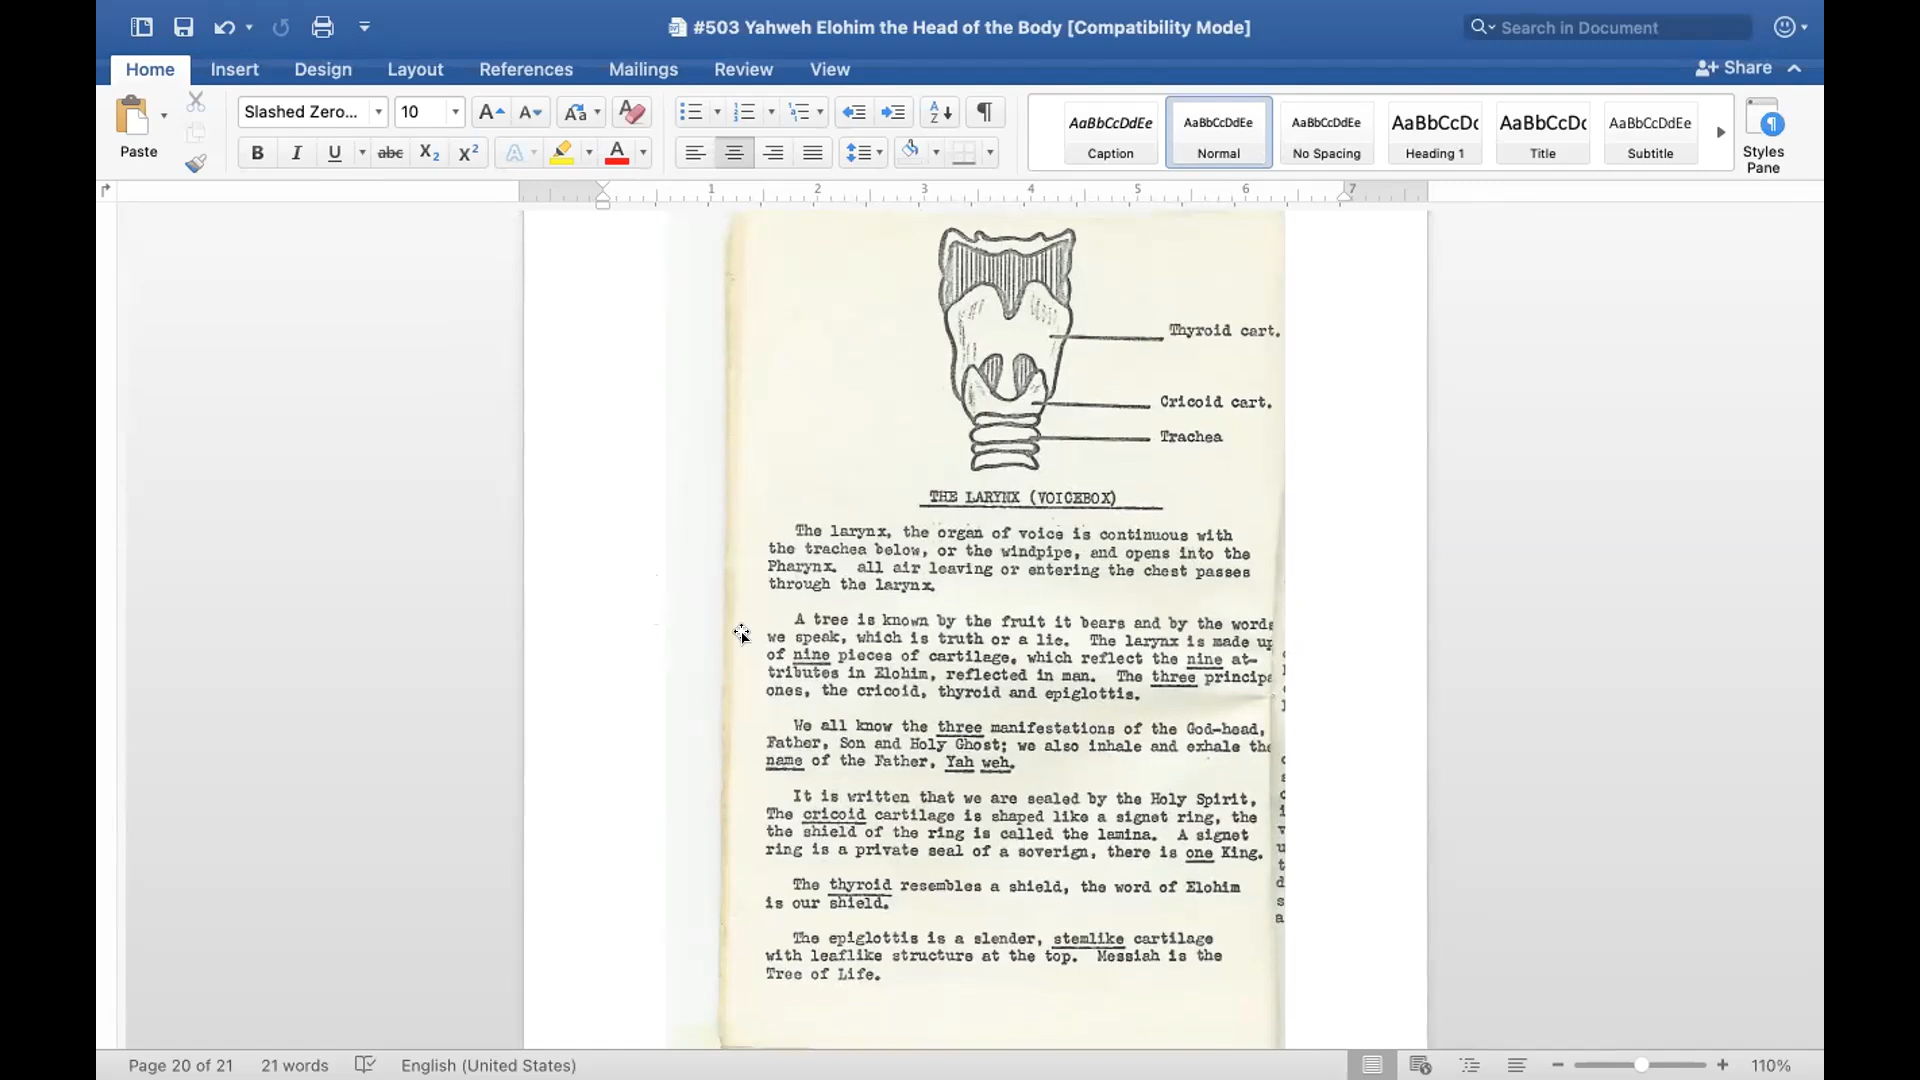 #503 Yahweh Elohim the Head of the Body [Compatibility Mode]
Search in Document
Home Insert Design Layout References Mailings Review View
Share
Slashed Zero... 10
Paste
B I U abc X2 X2
AaBbCcDdEe AaBbCcDdEe AaBbCcDdEe AaBbCcDc AaBbCcDc AaBbCcDdEe
Caption Normal No Spacing Heading 1 Title Subtitle
Styles
Pane
1 2 3 4 5 6 7
Thyroid cart.
Cricoid cart.
Trachea
THE LARYNX (VOICEBOX)
The larynx, the organ of voice is continuous with
the trachea below, or the windpipe, and opens into the
Pharynx. all air leaving or entering the chest passes
through the larynx.
A tree is known by the fruit it bears and by the words
we speak, which is truth or a lie. The larynx is made up
of nine pieces of cartilage, which reflect the nine at-
tributes in Elohim, reflected in man. The three principa
ones, the cricoid, thyroid and epiglottis.
We all know the three manifestations of the God-head,
Father, Son and Holy Ghost; we also inhale and exhale the
name of the Father, Yah weh.
It is written that we are sealed by the Holy Spirit,
The cricoid cartilage is shaped like a signet ring, the
the shield of the ring is called the lamina. A signet
ring is a private seal of a soverign, there is one King.
The thyroid resembles a shield, the word of Elohim
is our shield.
The epiglottis is a slender, stemlike cartilage
with leaflike structure at the top. Messiah is the
Tree of Life.
Page 20 of 21 21 words English (United States) 110%